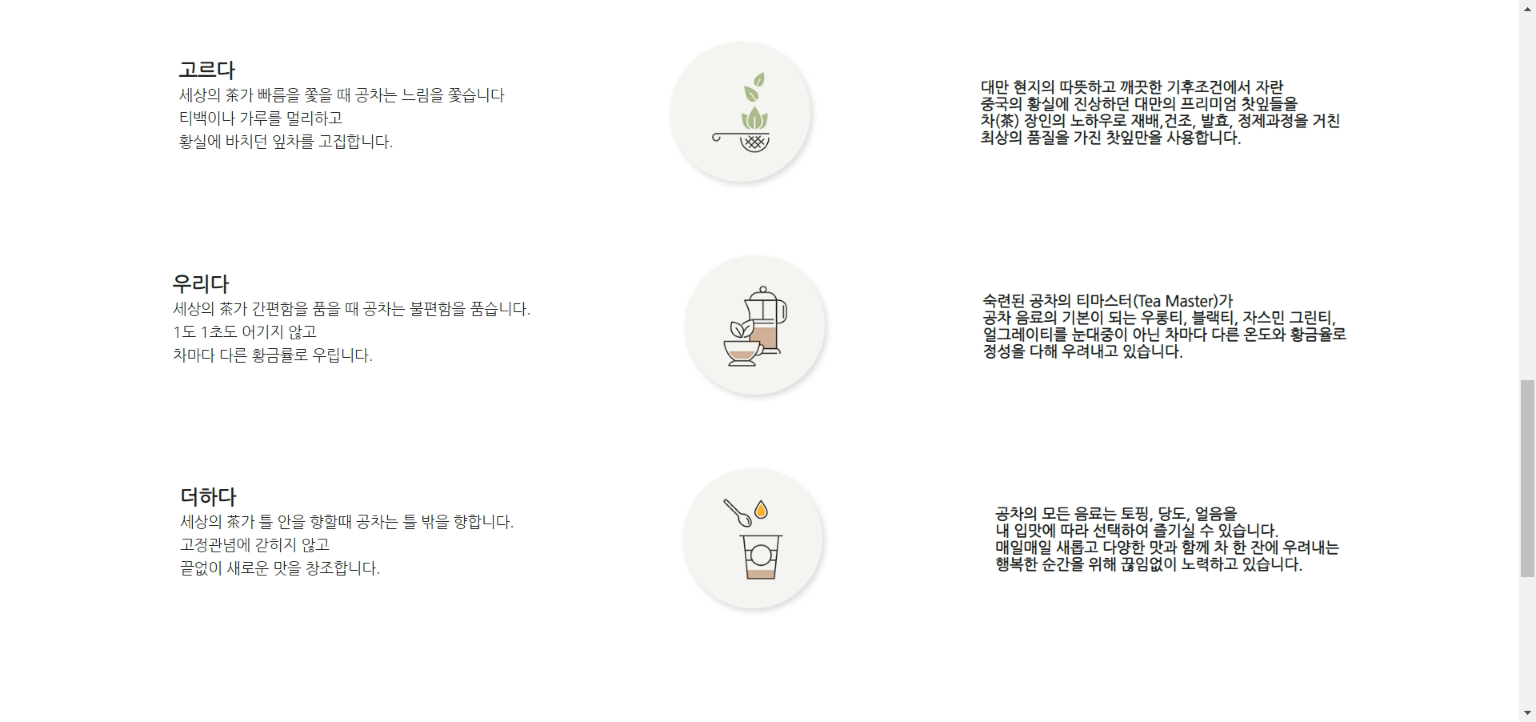 고르다
세상의 茶가 빠름을 쫓을 때 공차는 느림을 쫓습니다
티백이나 가루를 멀리하고
황실에 바치던 잎차를 고집합니다.
대만 현지의 따뜻하고 깨끗한 기후조건에서 자란
중국의 황실에 진상하던 대만의 프리미엄 찻잎들을
차(茶) 장인의 노하우로 재배,건조, 발효, 정제과정을 거친
최상의 품질을 가진 찻잎만을 사용합니다.
우리다
세상의 茶가 간편함을 품을 때 공차는 불편함을 품습니다.
1도 1초도 어기지 않고
차마다 다른 황금률로 우립니다.
숙련된 공차의 티마스터(Tea Master)가
공차 음료의 기본이 되는 우롱티, 블랙티, 자스민 그린티,
얼그레이티를 눈대중이 아닌 차마다 다른 온도와 황금율로
정성을 다해 우려내고 있습니다.
더하다
세상의 茶가 틀 안을 향할때 공차는 틀 밖을 향합니다.
고정관념에 갇히지 않고
끝없이 새로운 맛을 창조합니다.
공차의 모든 음료는 토핑, 당도, 얼음을
내 입맛에 따라 선택하여 즐기실 수 있습니다.
매일매일 새롭고 다양한 맛과 함께 차 한 잔에 우려내는
행복한 순간을 위해 끊임없이 노력하고 있습니다.